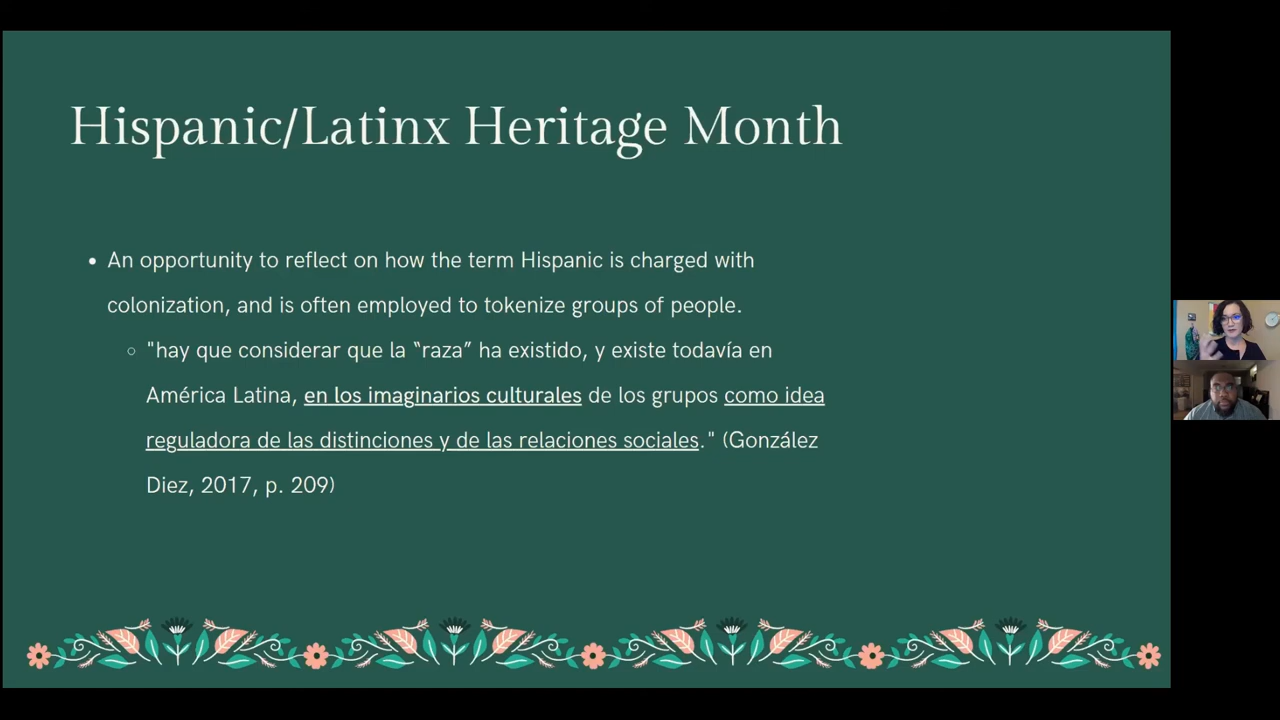 Hispanic/Latinx Heritage Month
• An opportunity to reflect on how the term Hispanic is charged with
colonization, and is often employed to tokenize groups of people.
◦ "hay que considerar que la “raza” ha existido, y existe todavía en
América Latina, en los imaginarios culturales de los grupos como idea
reguladora de las distinciones y de las relaciones sociales." (González
Diez, 2017, p. 209)